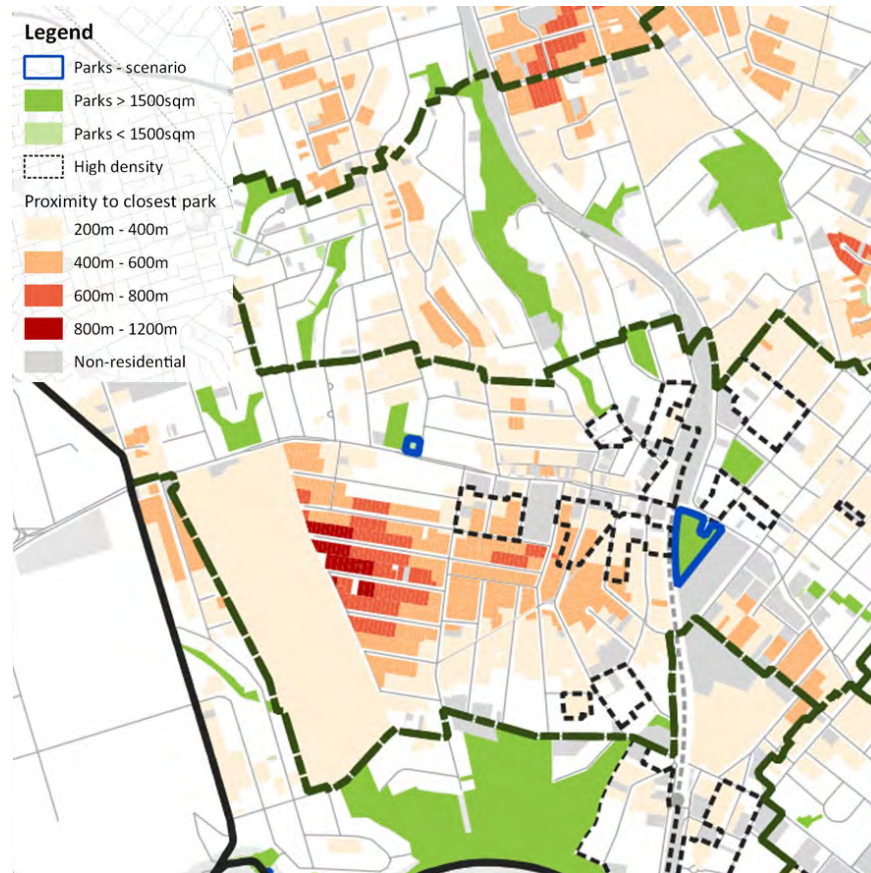 Legend
Parks - scenario
Parks > 1500sqm
Parks < 1500sqm
High density
Proximity to closest park
200m - 400m
400m - 600m
600m - 800m
800m - 1200m
Non-residential